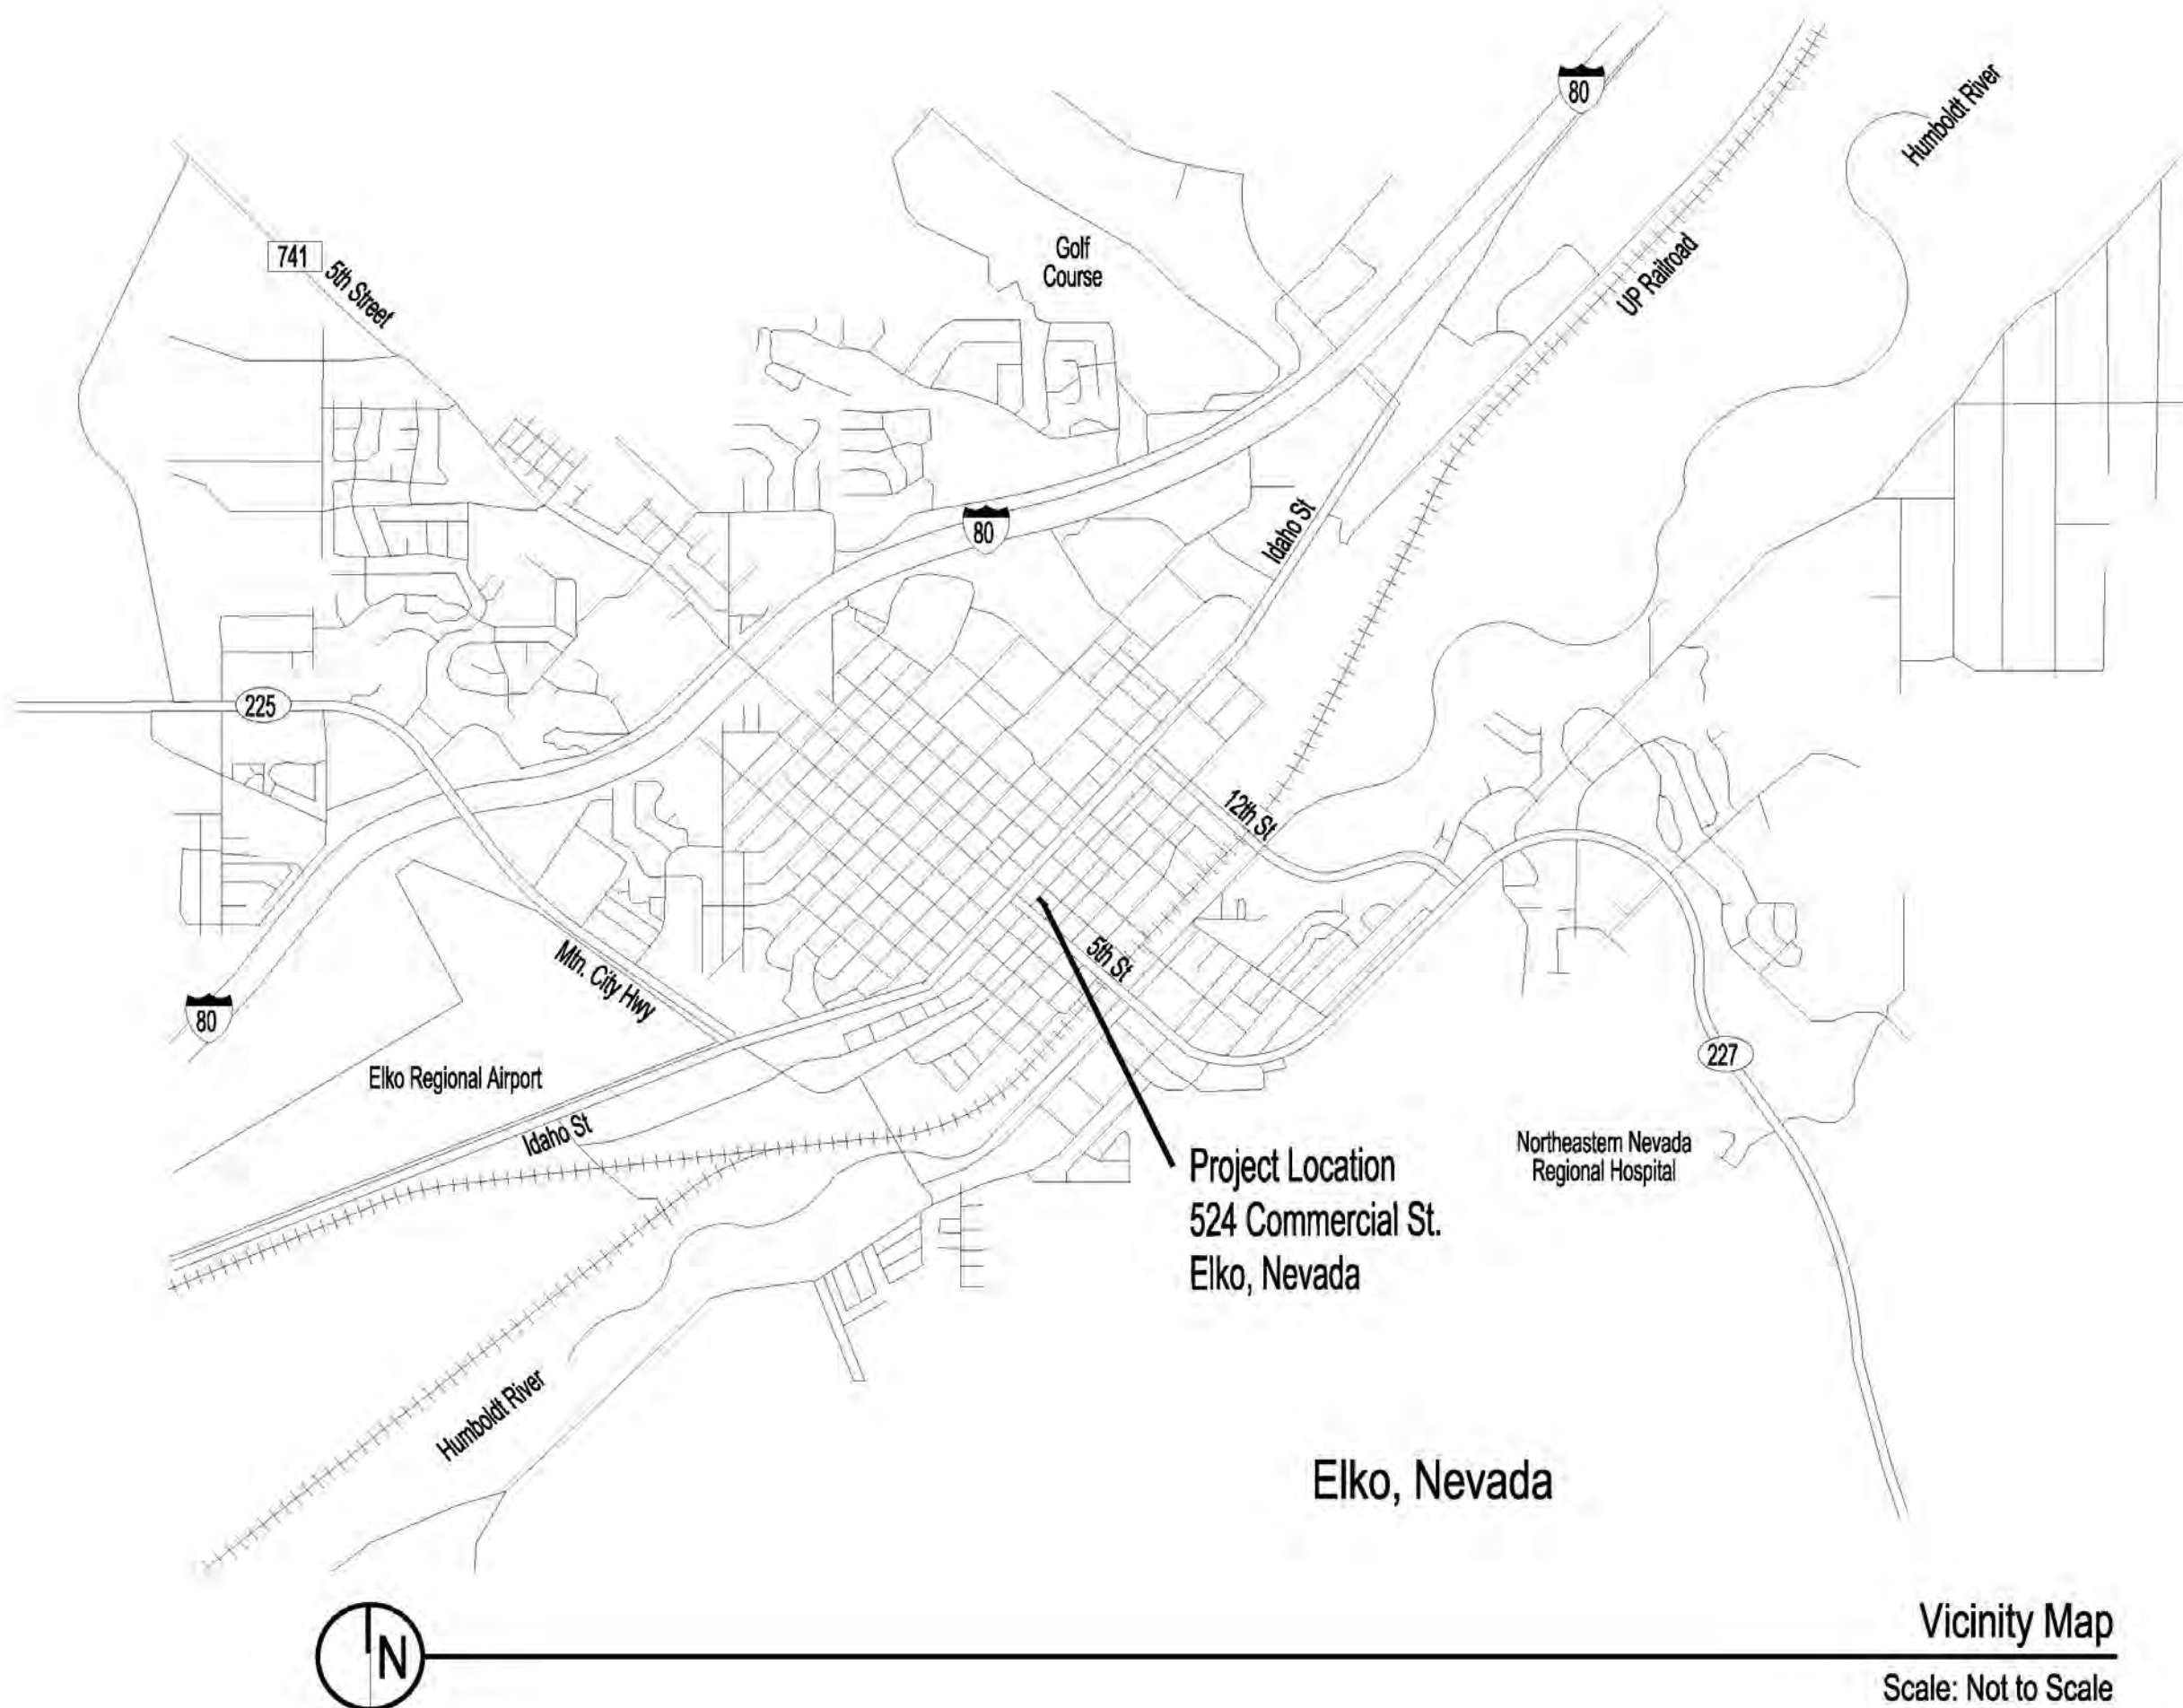 80
Humboldt River
741
5th Street
Golf
Course
UP Railroad
80
Idaho St
225
12th St
5th St
Mtn. City Hwy
80
227
Elko Regional Airport
Idaho St
Northeastern Nevada
Regional Hospital
Project Location
524 Commercial St.
Elko, Nevada
Humboldt River
Elko, Nevada
N
Vicinity Map
Scale: Not to Scale